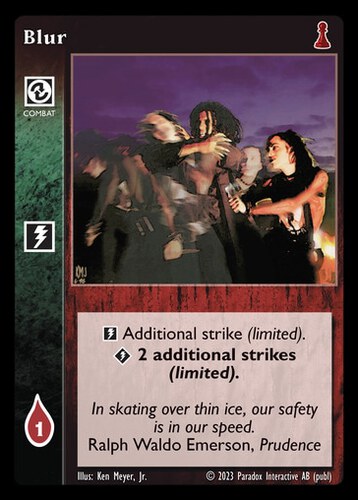 Blur
COMBAT
Additional strike (limited).
2 additional strikes
(limited).
In skating over thin ice, our safety
is in our speed.
Ralph Waldo Emerson, Prudence
1
Illus: Ken Meyer, Jr.
© 2023 Paradox Interactive AB (publ)